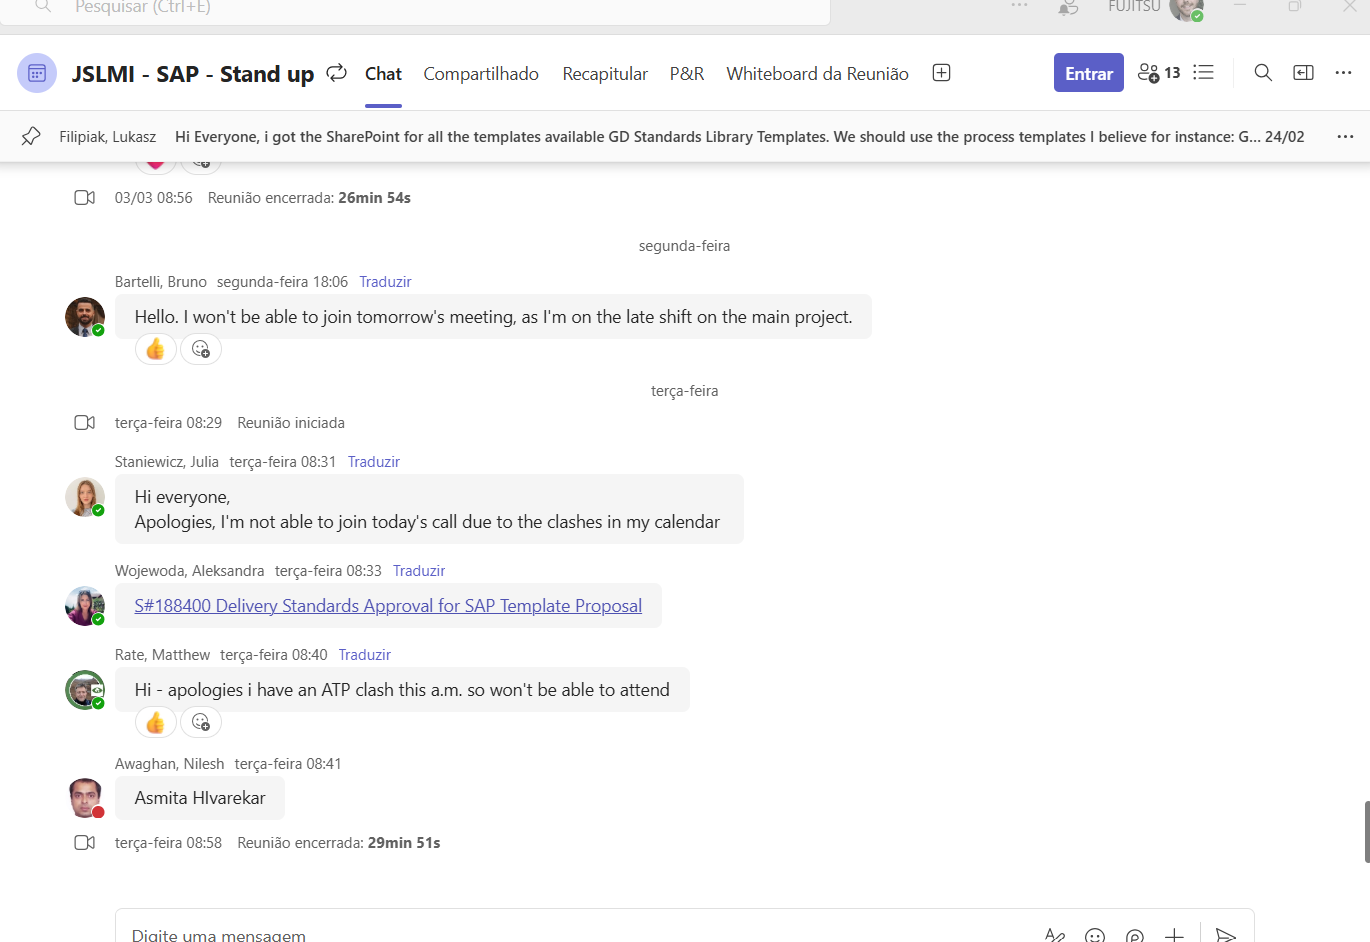 Pesquisar (Ctrl+E)
FUJITSU
JSLMI - SAP - Stand up
Chat
Compartilhado
Recapitular
P&R
Whiteboard da Reunião
Entrar
13
Filipiak, Lukasz Hi Everyone, i got the SharePoint for all the templates available GD Standards Library Templates. We should use the process templates I believe for instance: G... 24/02
03/03 08:56 Reunião encerrada: 26min 54s
segunda-feira
Bartelli, Bruno segunda-feira 18:06 Traduzir
Hello. I won't be able to join tomorrow's meeting, as I'm on the late shift on the main project.
terça-feira
terça-feira 08:29 Reunião iniciada
Staniewicz, Julia terça-feira 08:31 Traduzir
Hi everyone,
Apologies, I'm not able to join today's call due to the clashes in my calendar
Wojewoda, Aleksandra terça-feira 08:33 Traduzir
S#188400 Delivery Standards Approval for SAP Template Proposal
Rate, Matthew terça-feira 08:40 Traduzir
Hi - apologies i have an ATP clash this a.m. so won't be able to attend
Awaghan, Nilesh terça-feira 08:41
Asmita HIvarekar
terça-feira 08:58 Reunião encerrada: 29min 51s
Digite uma mensagem